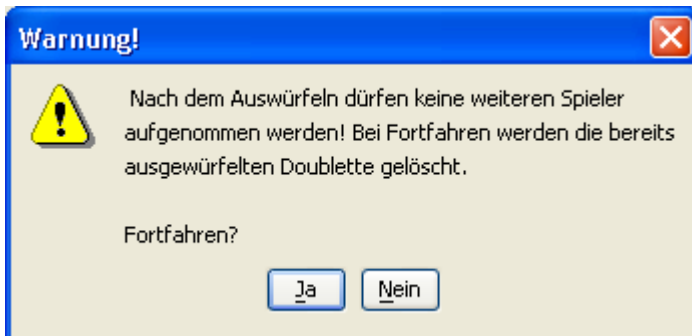 Warnung!
Nach dem Auswürfeln dürfen keine weiteren Spieler
aufgenommen werden! Bei Fortfahren werden die bereits
ausgewürfelten Doublette gelöscht.
Fortfahren?
Ja
Nein